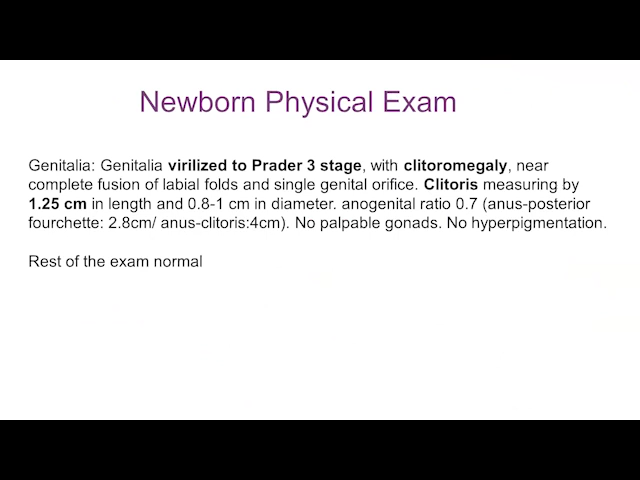 Newborn Physical Exam
Genitalia: Genitalia virilized to Prader 3 stage, with clitoromegaly, near
complete fusion of labial folds and single genital orifice. Clitoris measuring by
1.25 cm in length and 0.8-1 cm in diameter. anogenital ratio 0.7 (anus-posterior
fourchette: 2.8cm/ anus-clitoris:4cm). No palpable gonads. No hyperpigmentation.
Rest of the exam normal